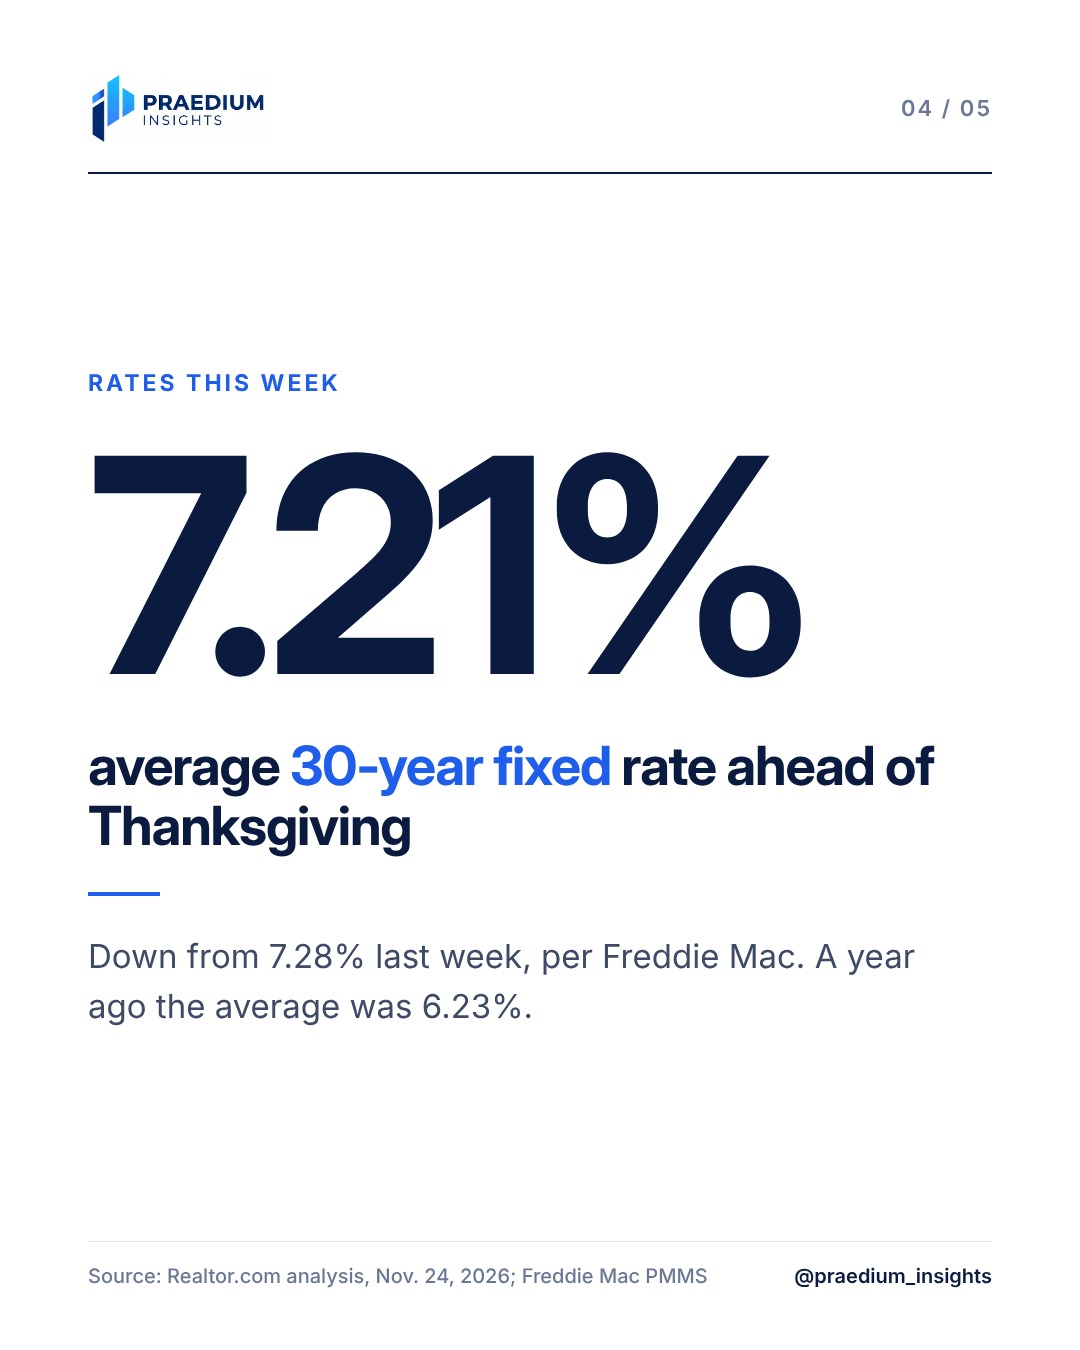 PRAEDIUM
INSIGHTS
04 / 05
RATES THIS WEEK
7.21%
average 30-year fixed rate ahead of
Thanksgiving
Down from 7.28% last week, per Freddie Mac. A year
ago the average was 6.23%.
Source: Realtor.com analysis, Nov. 24, 2026; Freddie Mac PMMS
@praedium_insights